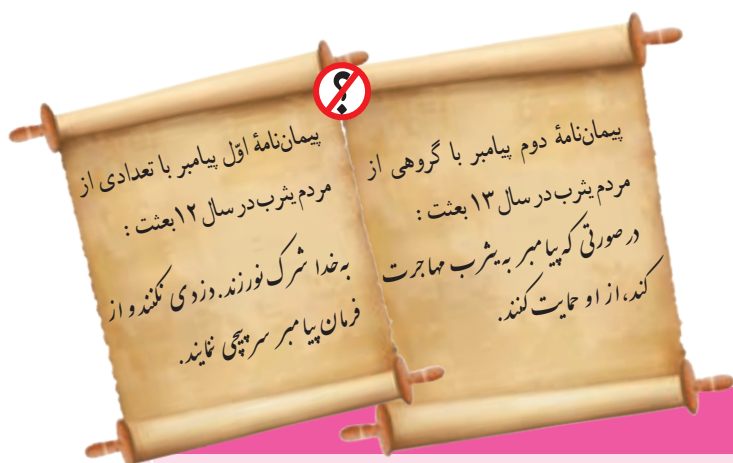 پیمان‌نامهٔ دوم پیامبر با گروهی از
مردم یثرب در سال ۱۳ بعثت :
در صورتی که پیامبر به یثرب مهاجرت
کند، از او حمایت کنند.
؟
پیمان‌نامهٔ اوّل پیامبر با تعدادی از
مردم یثرب در سال ۱۲ بعثت :
به خدا شرک نورزند. دزدی نکنند و از
فرمان پیامبر سرپیچی نمایند.